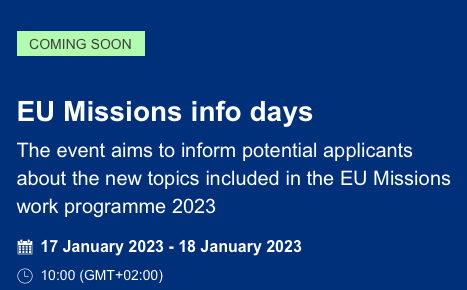 COMING SOON
EU Missions info days
The event aims to inform potential applicants
about the new topics included in the EU Missions
work programme 2023
17 January 2023 - 18 January 2023
10:00 (GMT+02:00)